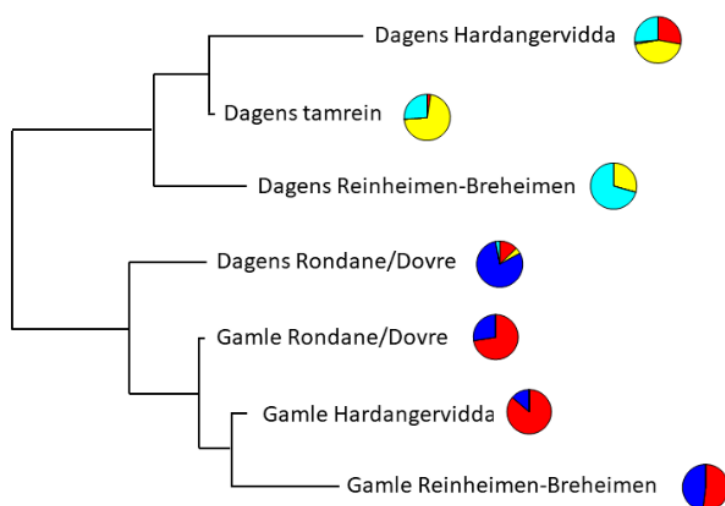 Dagens Hardangervidda
Dagens tamrein
Dagens Reinheimen-Breheimen
Dagens Rondane/Dovre
Gamle Rondane/Dovre
Gamle Hardangervidda
Gamle Reinheimen-Breheimen